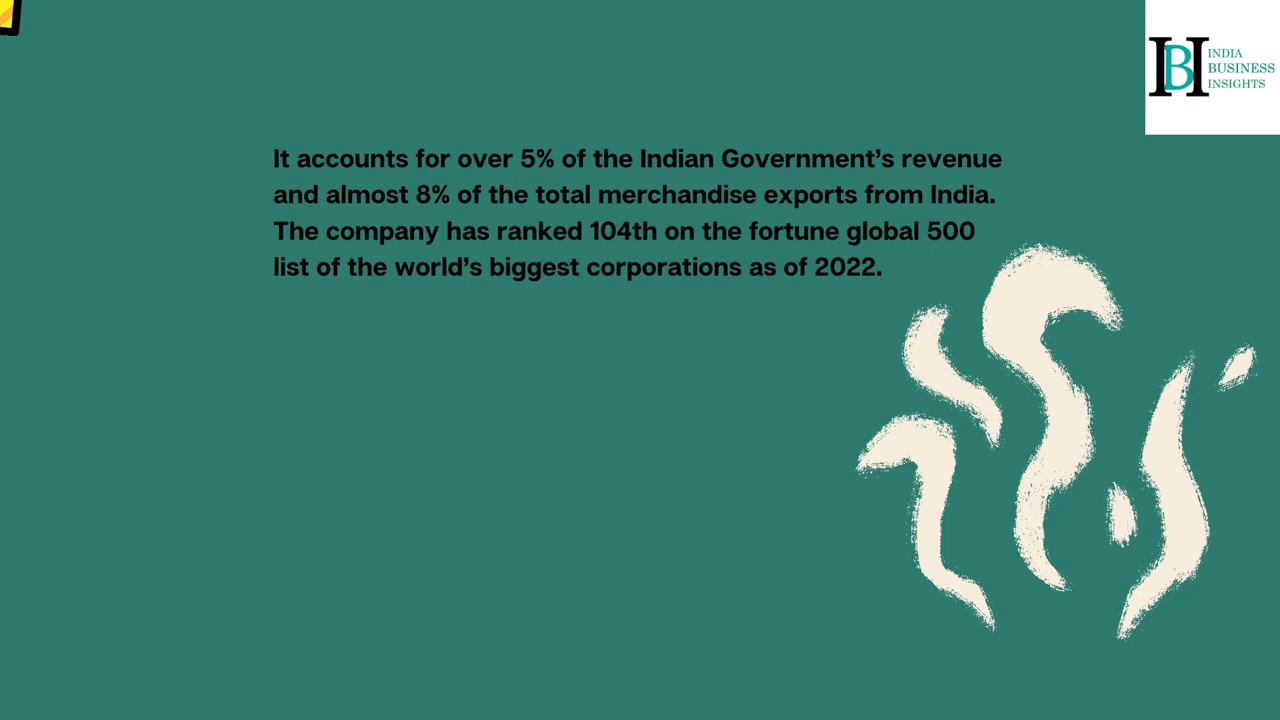 INDIA
BUSINESS
INSIGHTS
It accounts for over 5% of the Indian Government’s revenue
and almost 8% of the total merchandise exports from India.
The company has ranked 104th on the fortune global 500
list of the world’s biggest corporations as of 2022.